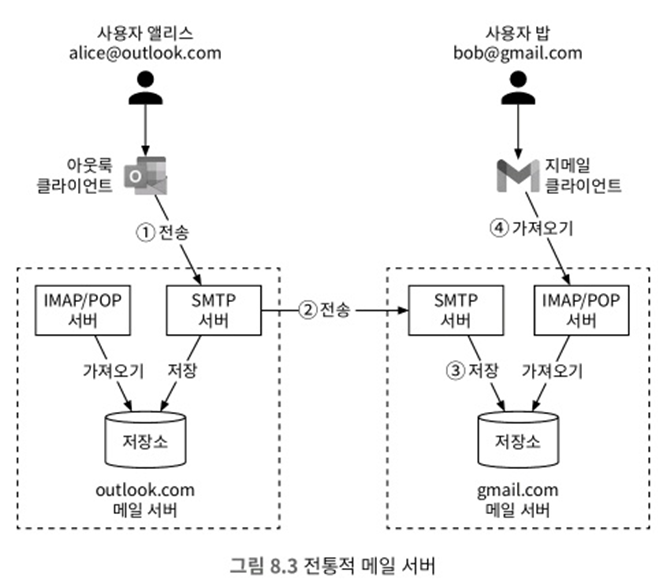 사용자 앨리스
alice@outlook.com
사용자 밥
bob@gmail.com
아웃룩
클라이언트
지메일
클라이언트
① 전송
④ 가져오기
IMAP/POP
서버
SMTP
서버
② 전송
SMTP
서버
IMAP/POP
서버
가져오기
저장
③ 저장
가져오기
저장소
저장소
outlook.com
메일 서버
gmail.com
메일 서버
그림 8.3 전통적 메일 서버